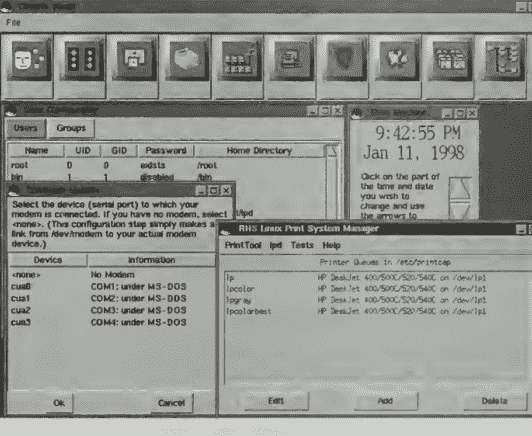 File
Users Groups
Name UID GID Password Home Directory
root 0 0 exists /root
bin 1 1 disabled /bin
9:42:55 PM
Jan 11, 1998
Click on the part of
the time and date
you wish to
change and use
the arrows to
Select the device (serial port) to which your
modem is connected. If you have no modem, select
<none>. (This configuration step simply makes a
link from /dev/modem to your actual modem
device.)
Device Information
<none> No Modem
cua0 COM1: under MS-DOS
cua1 COM2: under MS-DOS
cua2 COM3: under MS-DOS
cua3 COM4: under MS-DOS
Ok Cancel
RHS Linux Print System Manager
PrintTool lpd Tests Help
Printer Queues in /etc/printcap
lp HP DeskJet 400/500C/520/540C on /dev/lp1
lpcolor HP DeskJet 400/500C/520/540C on /dev/lp1
lpgray HP DeskJet 400/500C/520/540C on /dev/lp1
lpcolorbest HP DeskJet 400/500C/520/540C on /dev/lp1
Edit Add Delete